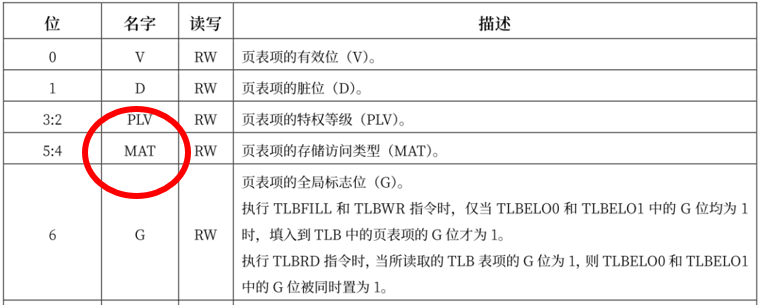 位 名字 读写 描述
0 V RW 页表项的有效位（V）。
1 D RW 页表项的脏位（D）。
3:2 PLV RW 页表项的特权等级（PLV）。
5:4 MAT RW 页表项的存储访问类型（MAT）。
页表项的全局标志位（G）。
执行 TLBFILL 和 TLBWR 指令时，仅当 TLBELO0 和 TLBELO1 中的 G 位均为 1
6 G RW 时，填入到 TLB 中的页表项的 G 位才为 1。
执行 TLBRD 指令时，当所读取的 TLB 表项的 G 位为 1，则 TLBELO0 和 TLBELO1
中的 G 位被同时置为 1。